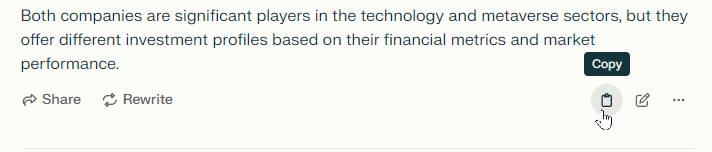 Both companies are significant players in the technology and metaverse sectors, but they
offer different investment profiles based on their financial metrics and market
performance.
Copy
Share Rewrite